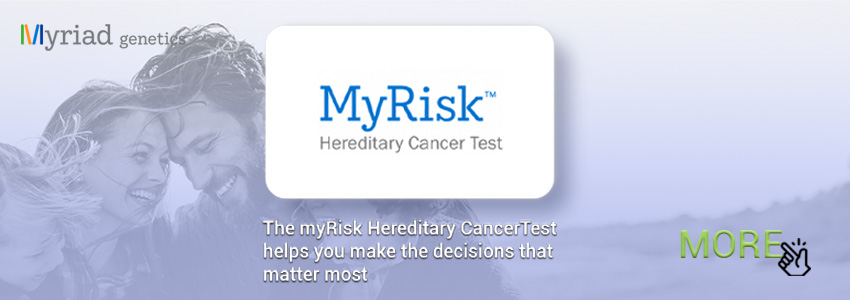 Myriad genetics
MyRisk™
Hereditary Cancer Test
The myRisk Hereditary CancerTest
helps you make the decisions that
matter most
MORE